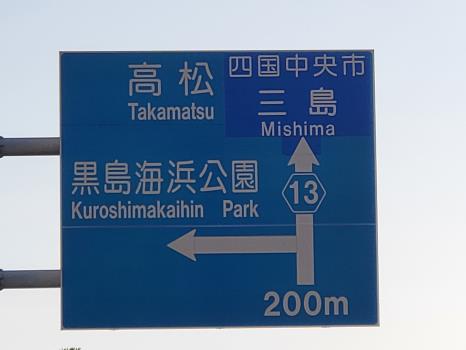 高松
Takamatsu
四国中央市
三島
Mishima
黒島海浜公園
Kuroshimakaihin Park
13
200m